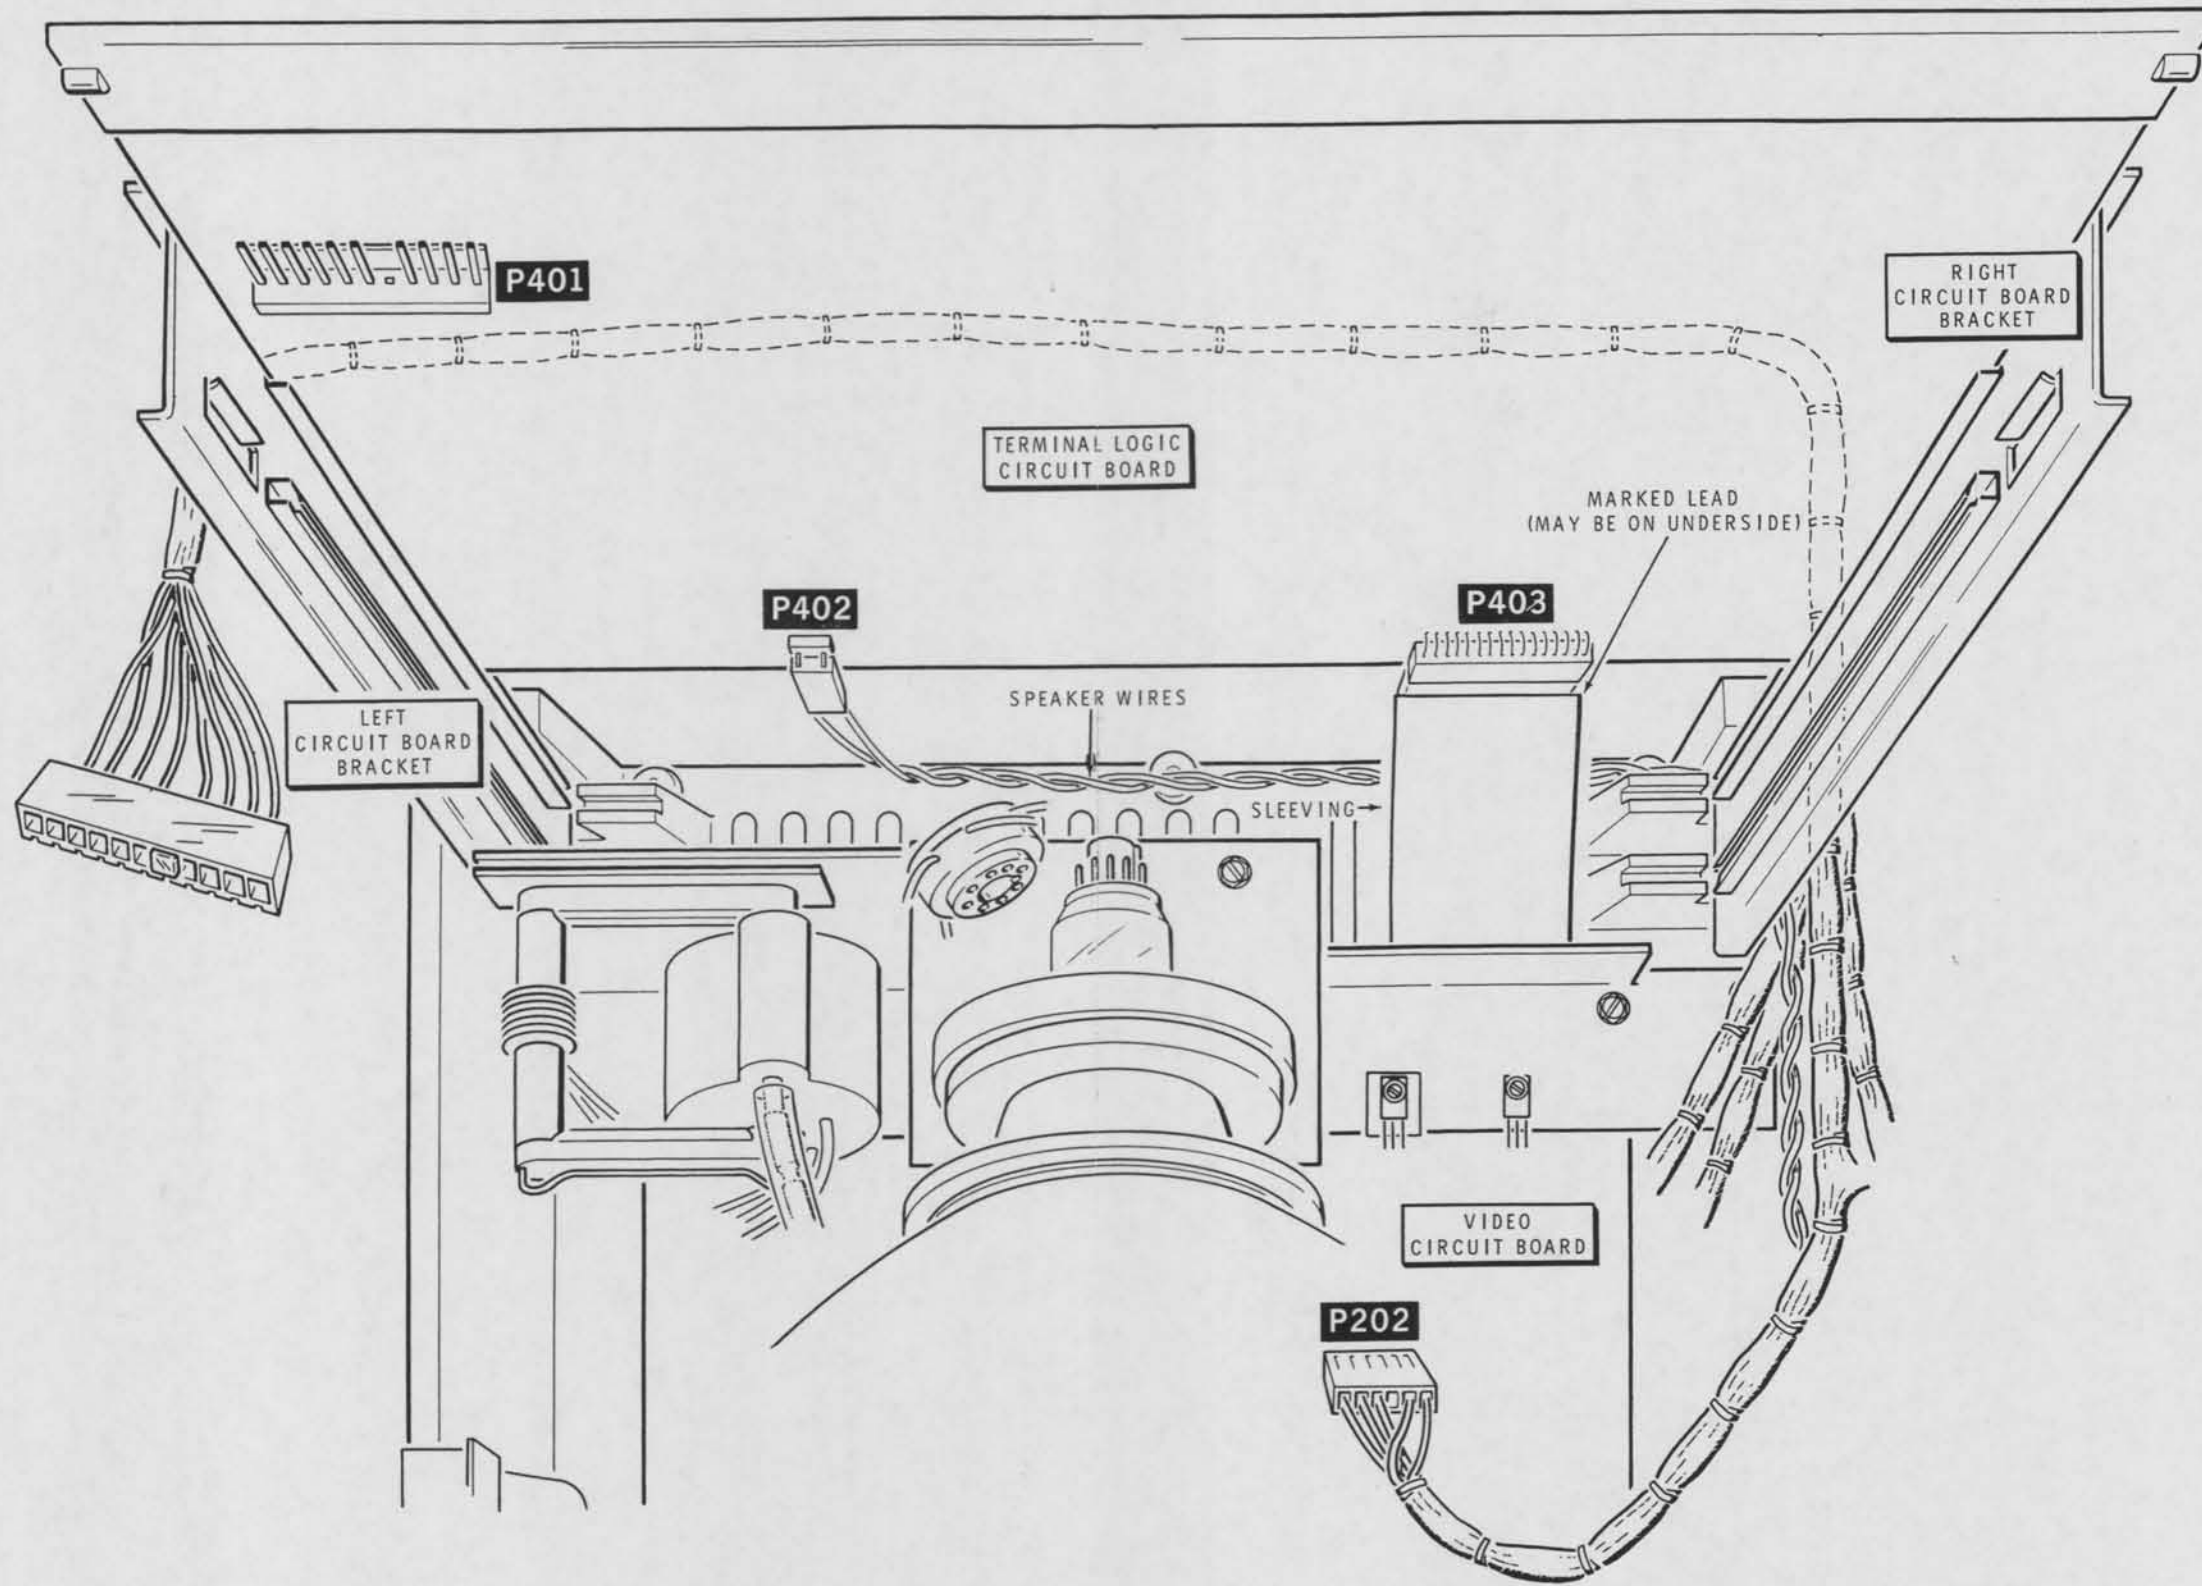 P401
RIGHT
CIRCUIT BOARD
BRACKET
TERMINAL LOGIC
CIRCUIT BOARD
MARKED LEAD
(MAY BE ON UNDERSIDE)
P402
P403
SPEAKER WIRES
LEFT
CIRCUIT BOARD
BRACKET
SLEEVING
VIDEO
CIRCUIT BOARD
P202